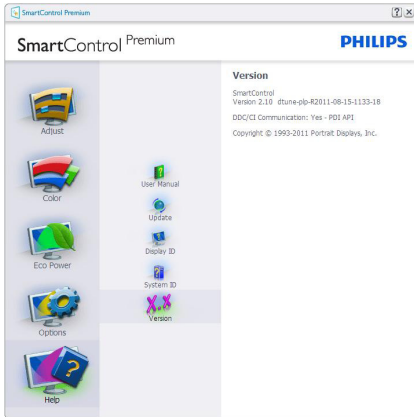 SmartControl Premium
SmartControl Premium
PHILIPS
Adjust
Color
Eco Power
Options
Help
User Manual
Update
Display ID
System ID
X.X
Version
Version
SmartControl
Version 2.10 dtune-plp-R2011-08-15-1133-18
DDC/CI Communication: Yes - PDI API
Copyright © 1993-2011 Portrait Displays, Inc.